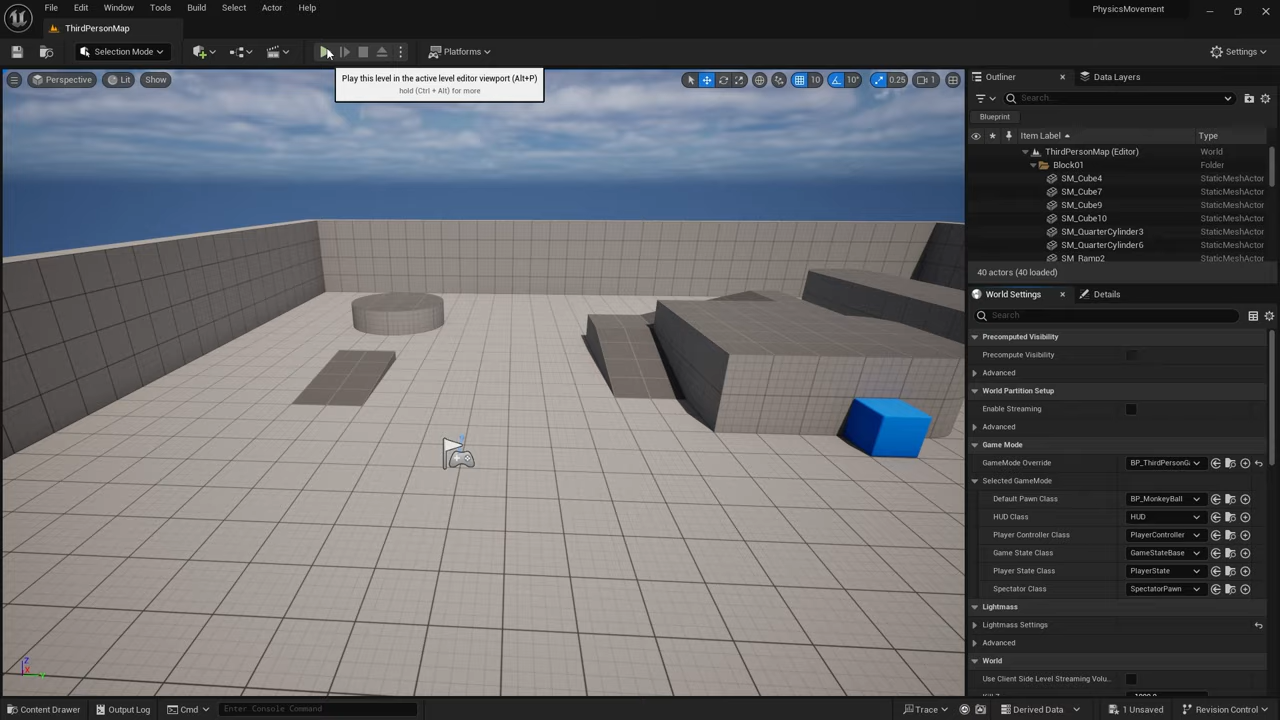 File Edit Window Tools Build Select Actor Help
PhysicsMovement
ThirdPersonMap
Selection Mode
Platforms
Settings
Play this level in the active level editor viewport (Alt+P)
hold (Ctrl + Alt) for more
Perspective Lit Show
10 10° 0.25 1
Outliner Data Layers
Search...
Blueprint
Item Label Type
ThirdPersonMap (Editor) World
Block01 Folder
SM_Cube4 StaticMeshActor
SM_Cube7 StaticMeshActor
SM_Cube9 StaticMeshActor
SM_Cube10 StaticMeshActor
SM_QuarterCylinder3 StaticMeshActor
SM_QuarterCylinder6 StaticMeshActor
SM_Ramp2 StaticMeshActor
40 actors (40 loaded)
World Settings Details
Search
Precomputed Visibility
Precompute Visibility
Advanced
World Partition Setup
Enable Streaming
Advanced
Game Mode
GameMode Override BP_ThirdPersonG
Selected GameMode
Default Pawn Class BP_MonkeyBall
HUD Class HUD
Player Controller Class PlayerController
Game State Class GameStateBase
Player State Class PlayerState
Spectator Class SpectatorPawn
Lightmass
Lightmass Settings
Advanced
World
Use Client Side Level Streaming Volu...
Z
X
Y
Content Drawer Output Log Cmd Enter Console Command
Trace Derived Data 1 Unsaved Revision Control